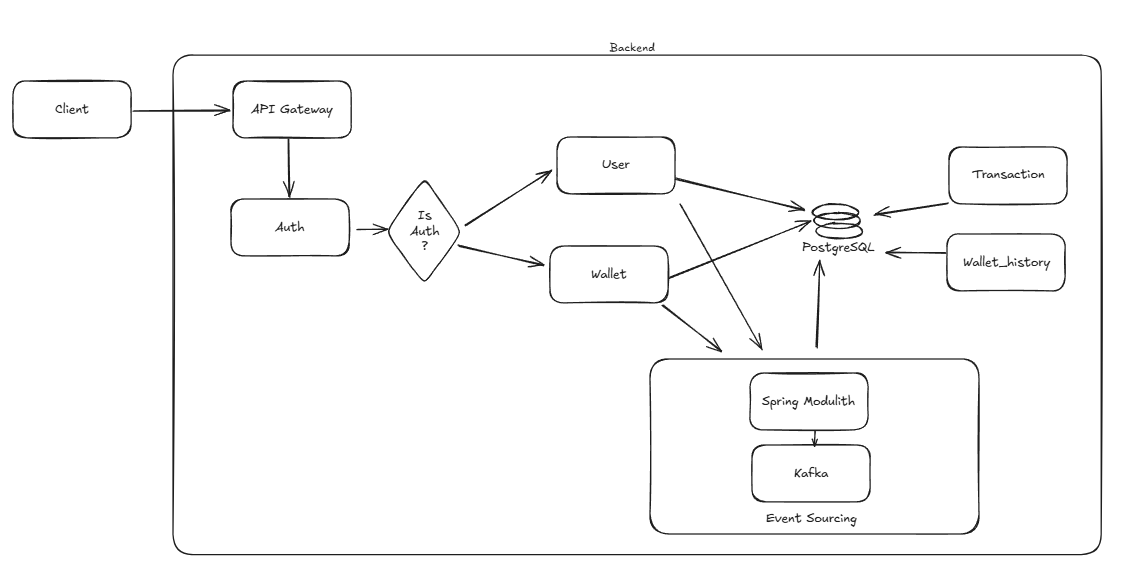 Backend
Client
API Gateway
Auth
Is
Auth
?
User
Wallet
PostgreSQL
Transaction
Wallet_history
Spring Modulith
Kafka
Event Sourcing